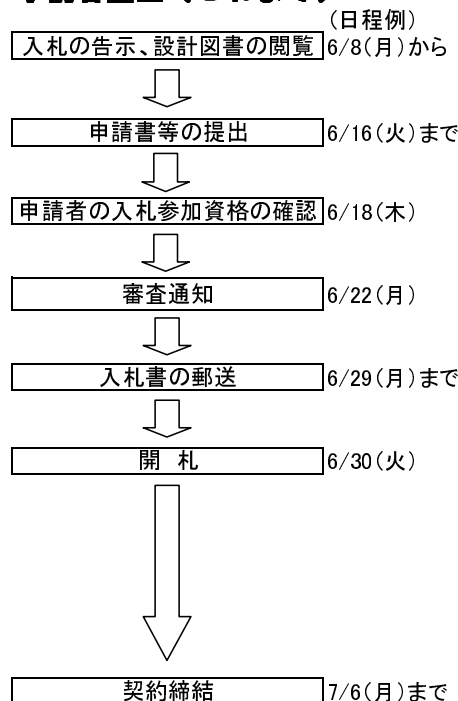 (日程例)
入札の告示、設計図書の閲覧 6/8(月)から
申請書等の提出 6/16(火)まで
申請者の入札参加資格の確認 6/18(木)
審査通知 6/22(月)
入札書の郵送 6/29(月)まで
開 札 6/30(火)
契約締結 7/6(月)まで